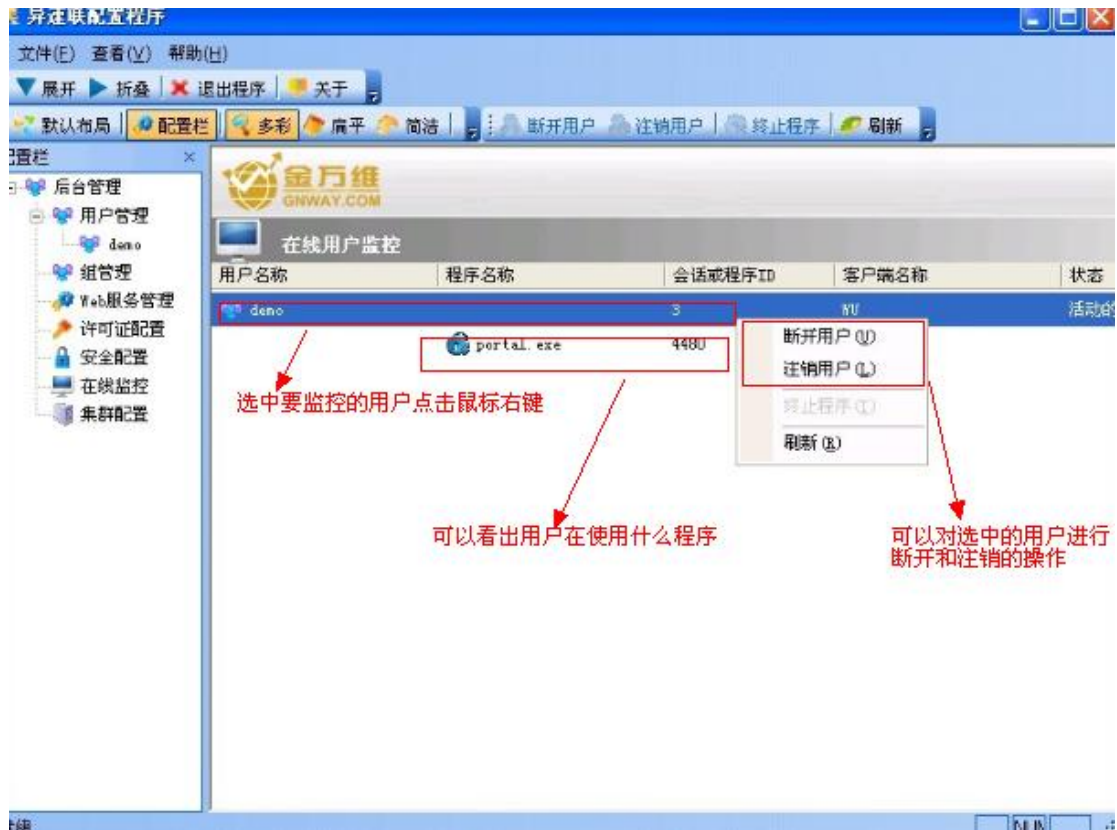 异速联配置程序
文件(F) 查看(V) 帮助(H)
展开 折叠 退出程序 关于
默认布局 配置栏 多彩 扁平 简洁 断开用户 注销用户 终止程序 刷新
配置栏 ×
后台管理
用户管理
demo
组管理
Web服务管理
许可证配置
安全配置
在线监控
集群配置
金万维
GNWAY.COM
在线用户监控
用户名称 程序名称 会话或程序ID 客户端名称 状态
demo 3 WU 活动的
portal.exe 4480
断开用户(U)
注销用户(L)
终止程序(T)
刷新(R)
选中要监控的用户点击鼠标右键
可以看出用户在使用什么程序
可以对选中的用户进行
断开和注销的操作
NUM